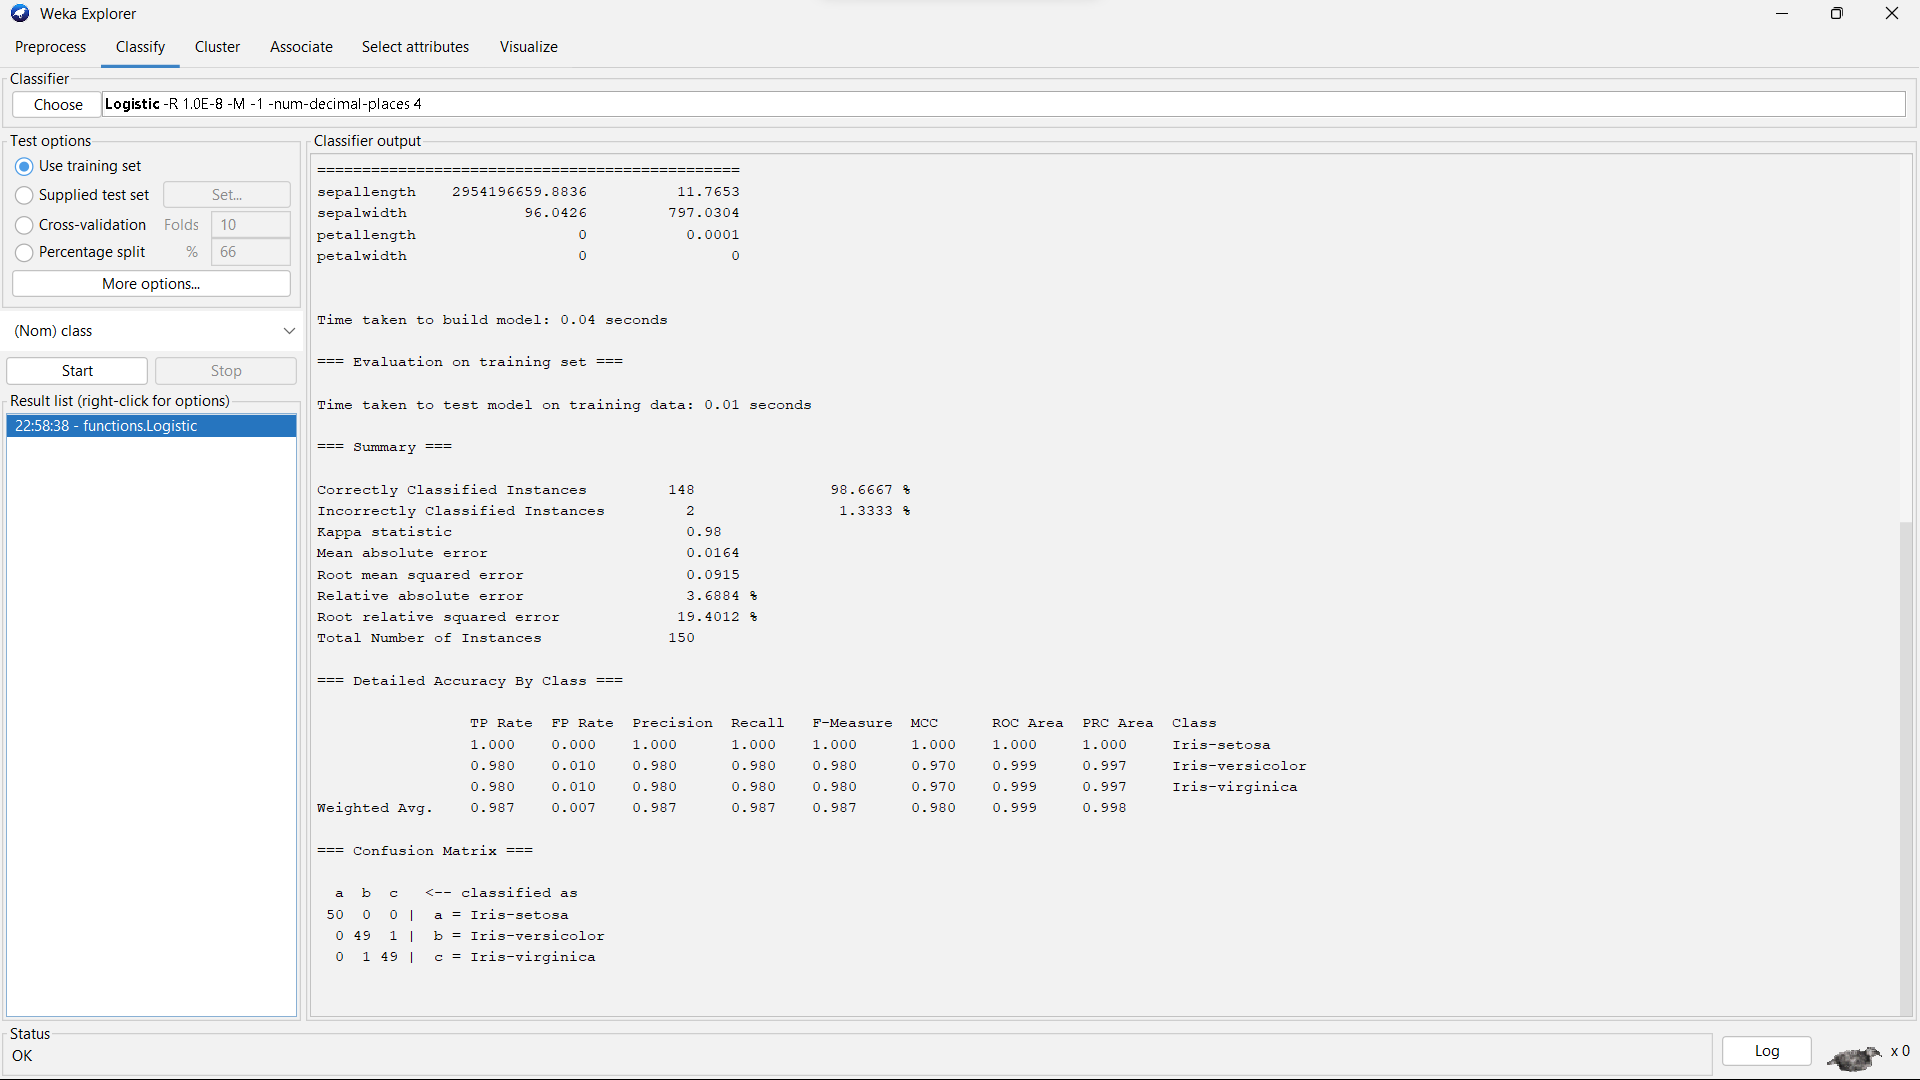 Weka Explorer
Preprocess Classify Cluster Associate Select attributes Visualize
Classifier
Choose Logistic -R 1.0E-8 -M -1 -num-decimal-places 4
Test options
Use training set
Supplied test set Set...
Cross-validation Folds 10
Percentage split % 66
More options...
(Nom) class
Start Stop
Result list (right-click for options)
22:58:38 - functions.Logistic
Classifier output
===============================================
sepallength 2954196659.8836 11.7653
sepalwidth 96.0426 797.0304
petallength 0 0.0001
petalwidth 0 0
Time taken to build model: 0.04 seconds
=== Evaluation on training set ===
Time taken to test model on training data: 0.01 seconds
=== Summary ===
Correctly Classified Instances 148 98.6667 %
Incorrectly Classified Instances 2 1.3333 %
Kappa statistic 0.98
Mean absolute error 0.0164
Root mean squared error 0.0915
Relative absolute error 3.6884 %
Root relative squared error 19.4012 %
Total Number of Instances 150
=== Detailed Accuracy By Class ===
TP Rate FP Rate Precision Recall F-Measure MCC ROC Area PRC Area Class
1.000 0.000 1.000 1.000 1.000 1.000 1.000 1.000 Iris-setosa
0.980 0.010 0.980 0.980 0.980 0.970 0.999 0.997 Iris-versicolor
0.980 0.010 0.980 0.980 0.980 0.970 0.999 0.997 Iris-virginica
Weighted Avg. 0.987 0.007 0.987 0.987 0.987 0.980 0.999 0.998
=== Confusion Matrix ===
a b c <-- classified as
50 0 0 | a = Iris-setosa
0 49 1 | b = Iris-versicolor
0 1 49 | c = Iris-virginica
Status
OK
Log x 0